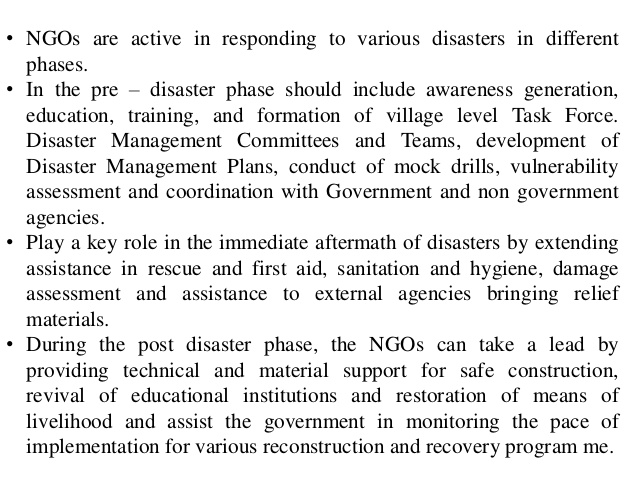 • NGOs are active in responding to various disasters in different
phases.
• In the pre – disaster phase should include awareness generation,
education, training, and formation of village level Task Force.
Disaster Management Committees and Teams, development of
Disaster Management Plans, conduct of mock drills, vulnerability
assessment and coordination with Government and non government
agencies.
• Play a key role in the immediate aftermath of disasters by extending
assistance in rescue and first aid, sanitation and hygiene, damage
assessment and assistance to external agencies bringing relief
materials.
• During the post disaster phase, the NGOs can take a lead by
providing technical and material support for safe construction,
revival of educational institutions and restoration of means of
livelihood and assist the government in monitoring the pace of
implementation for various reconstruction and recovery program me.